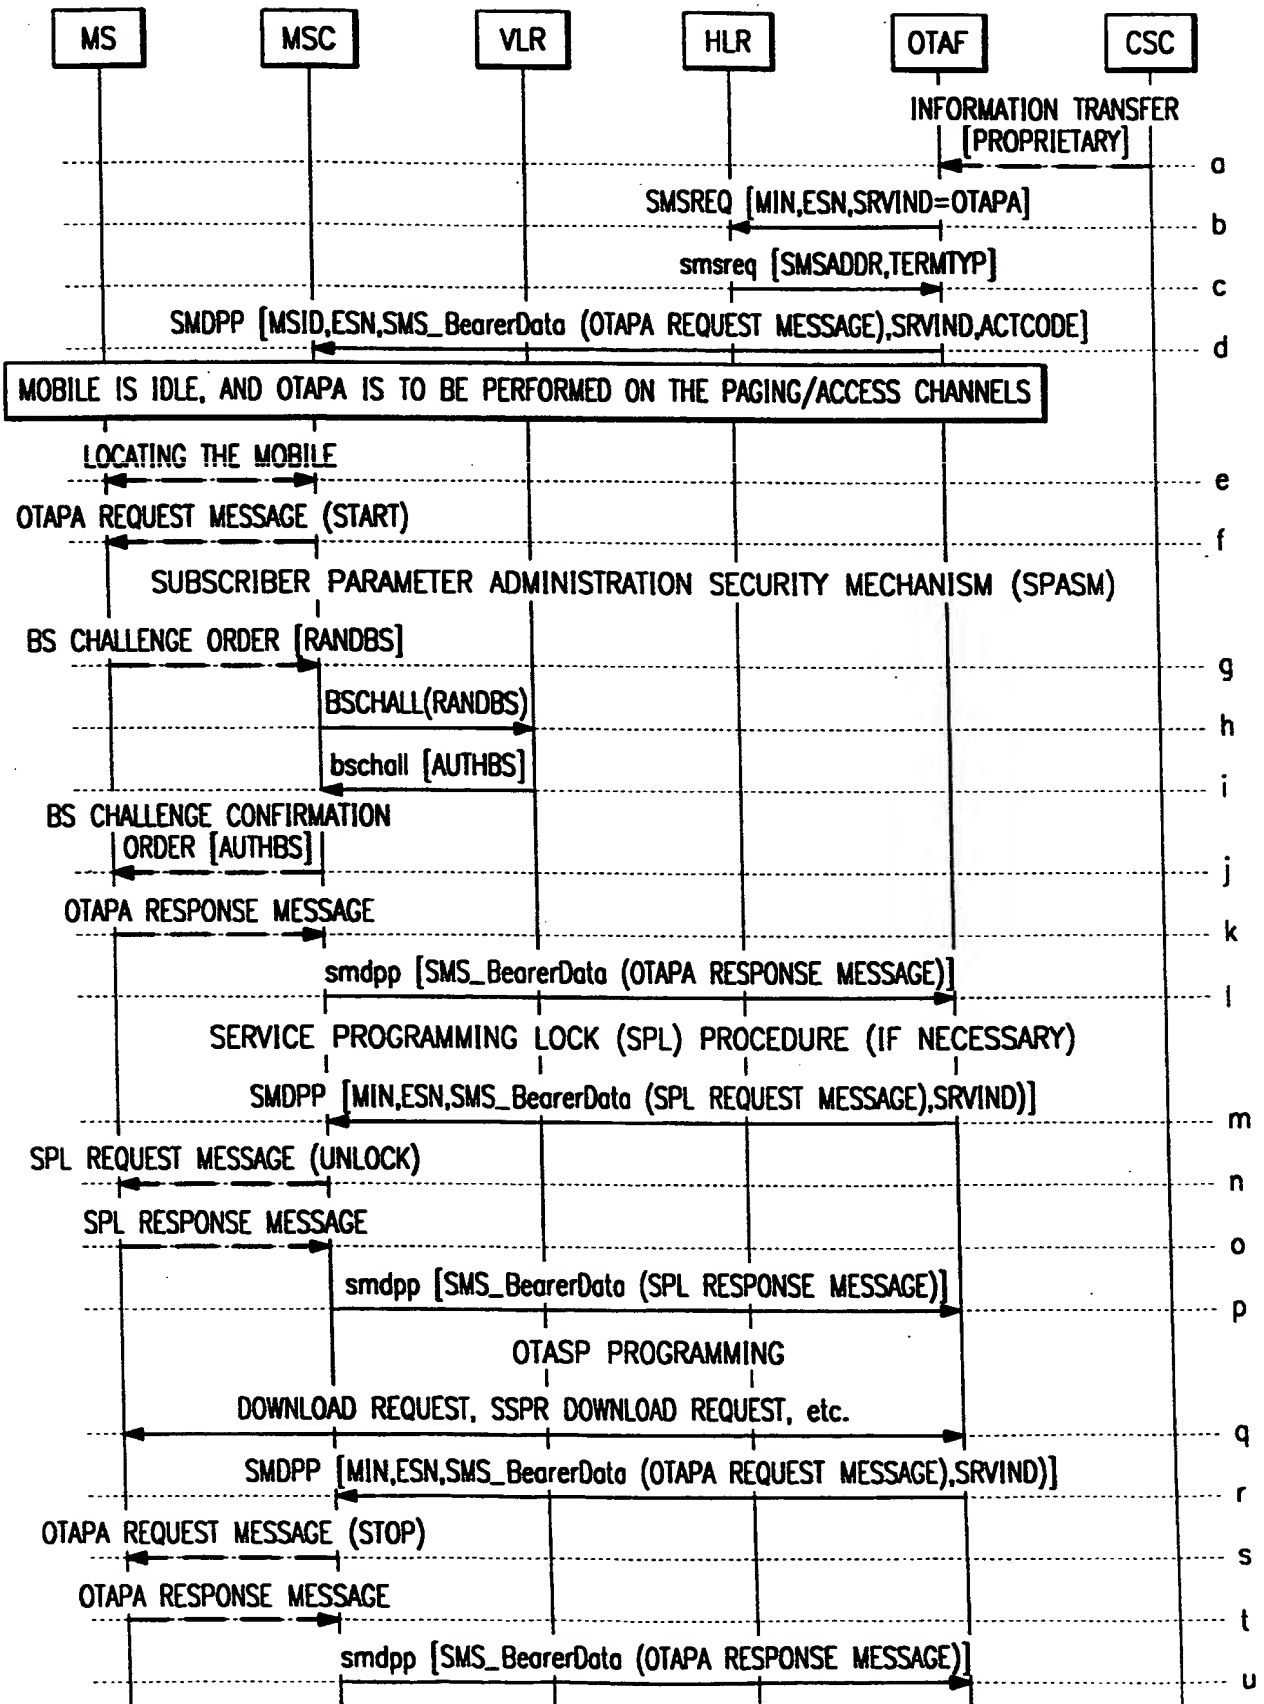 MS MSC VLR HLR OTAF CSC
INFORMATION TRANSFER
[PROPRIETARY]
a
SMSREQ [MIN,ESN,SRVIND=OTAPA]
b
smsreq [SMSADDR,TERMTYP]
c
SMDPP [MSID,ESN,SMS_BearerData (OTAPA REQUEST MESSAGE),SRVIND,ACTCODE]
d
MOBILE IS IDLE, AND OTAPA IS TO BE PERFORMED ON THE PAGING/ACCESS CHANNELS
LOCATING THE MOBILE
e
OTAPA REQUEST MESSAGE (START)
f
SUBSCRIBER PARAMETER ADMINISTRATION SECURITY MECHANISM (SPASM)
BS CHALLENGE ORDER [RANDBS]
g
BSCHALL(RANDBS)
h
bschall [AUTHBS]
i
BS CHALLENGE CONFIRMATION
ORDER [AUTHBS]
j
OTAPA RESPONSE MESSAGE
k
smdpp [SMS_BearerData (OTAPA RESPONSE MESSAGE)]
l
SERVICE PROGRAMMING LOCK (SPL) PROCEDURE (IF NECESSARY)
SMDPP [MIN,ESN,SMS_BearerData (SPL REQUEST MESSAGE),SRVIND)]
m
SPL REQUEST MESSAGE (UNLOCK)
n
SPL RESPONSE MESSAGE
o
smdpp [SMS_BearerData (SPL RESPONSE MESSAGE)]
p
OTASP PROGRAMMING
DOWNLOAD REQUEST, SSPR DOWNLOAD REQUEST, etc.
q
SMDPP [MIN,ESN,SMS_BearerData (OTAPA REQUEST MESSAGE),SRVIND)]
r
OTAPA REQUEST MESSAGE (STOP)
s
OTAPA RESPONSE MESSAGE
t
smdpp [SMS_BearerData (OTAPA RESPONSE MESSAGE)]
u